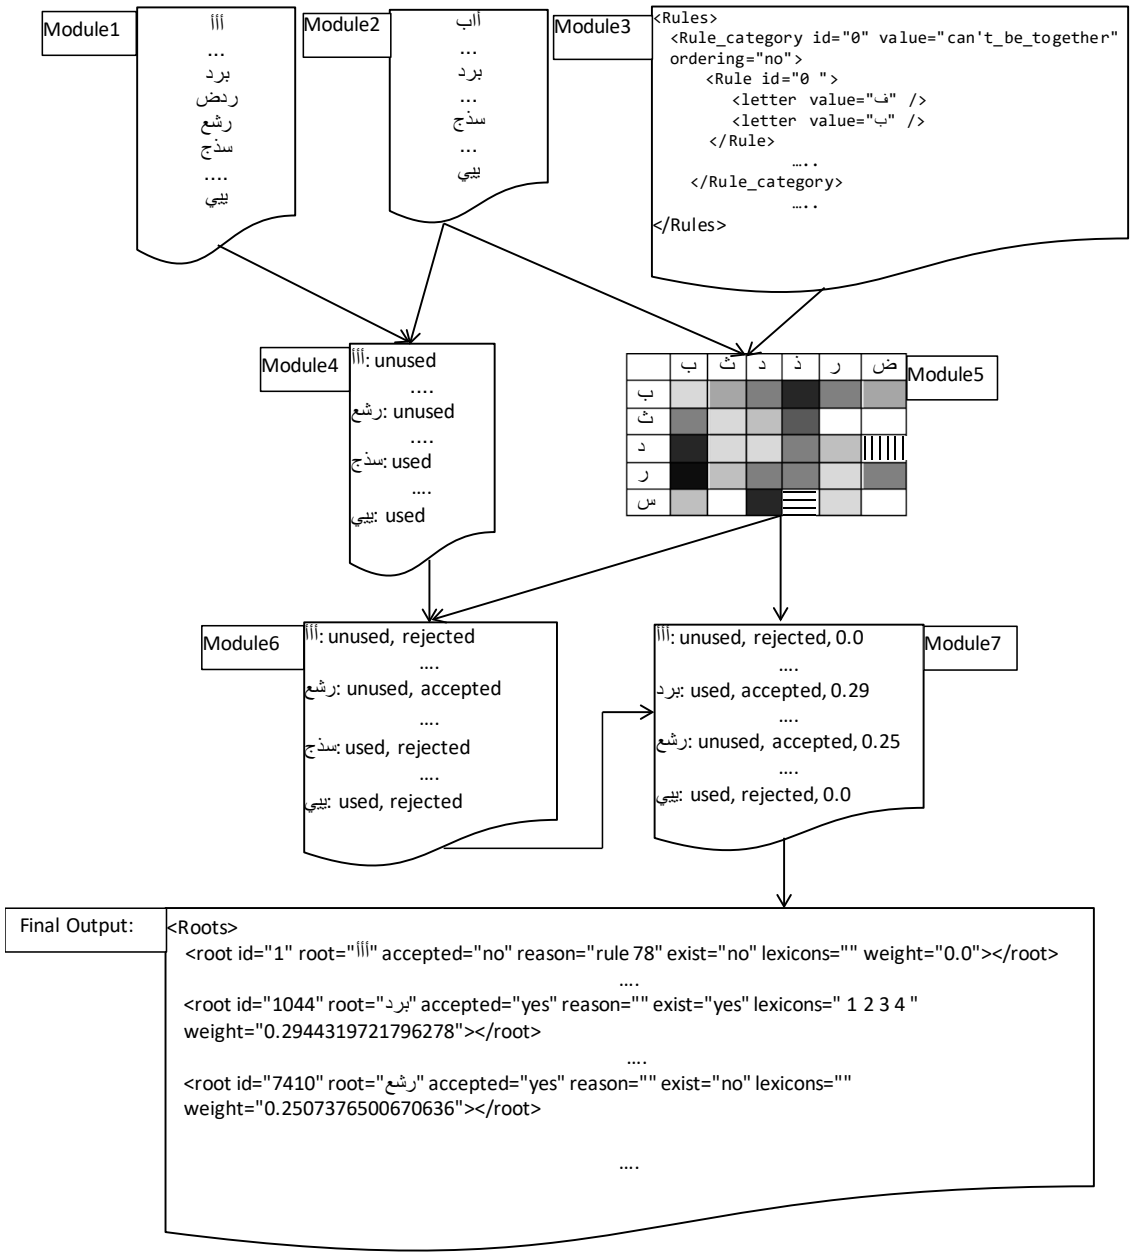 Module1
أأأ
...
برد
ردض
رشع
سذج
....
ييي
Module2
أاب
...
برد
...
سذج
...
ييي
Module3
<Rules>
<Rule_category id="0" value="can't_be_together"
ordering="no">
<Rule id="0 ">
<letter value="ف" />
<letter value="ب" />
</Rule>
…..
</Rule_category>
…..
</Rules>
Module4
أأأ: unused
....
رشع: unused
....
سذج: used
....
ييي: used
ب ث د ذ ر ض
ب
ث
د
ر
س
Module5
Module6
أأأ: unused, rejected
....
رشع: unused, accepted
....
سذج: used, rejected
....
ييي: used, rejected
أأأ: unused, rejected, 0.0
....
برد: used, accepted, 0.29
....
رشع: unused, accepted, 0.25
....
ييي: used, rejected, 0.0
Module7
Final Output:
<Roots>
<root id="1" root="أأأ" accepted="no" reason="rule 78" exist="no" lexicons="" weight="0.0"></root>
....
<root id="1044" root="برد" accepted="yes" reason="" exist="yes" lexicons=" 1 2 3 4 "
weight="0.2944319721796278"></root>
....
<root id="7410" root="رشع" accepted="yes" reason="" exist="no" lexicons=""
weight="0.2507376500670636"></root>
....